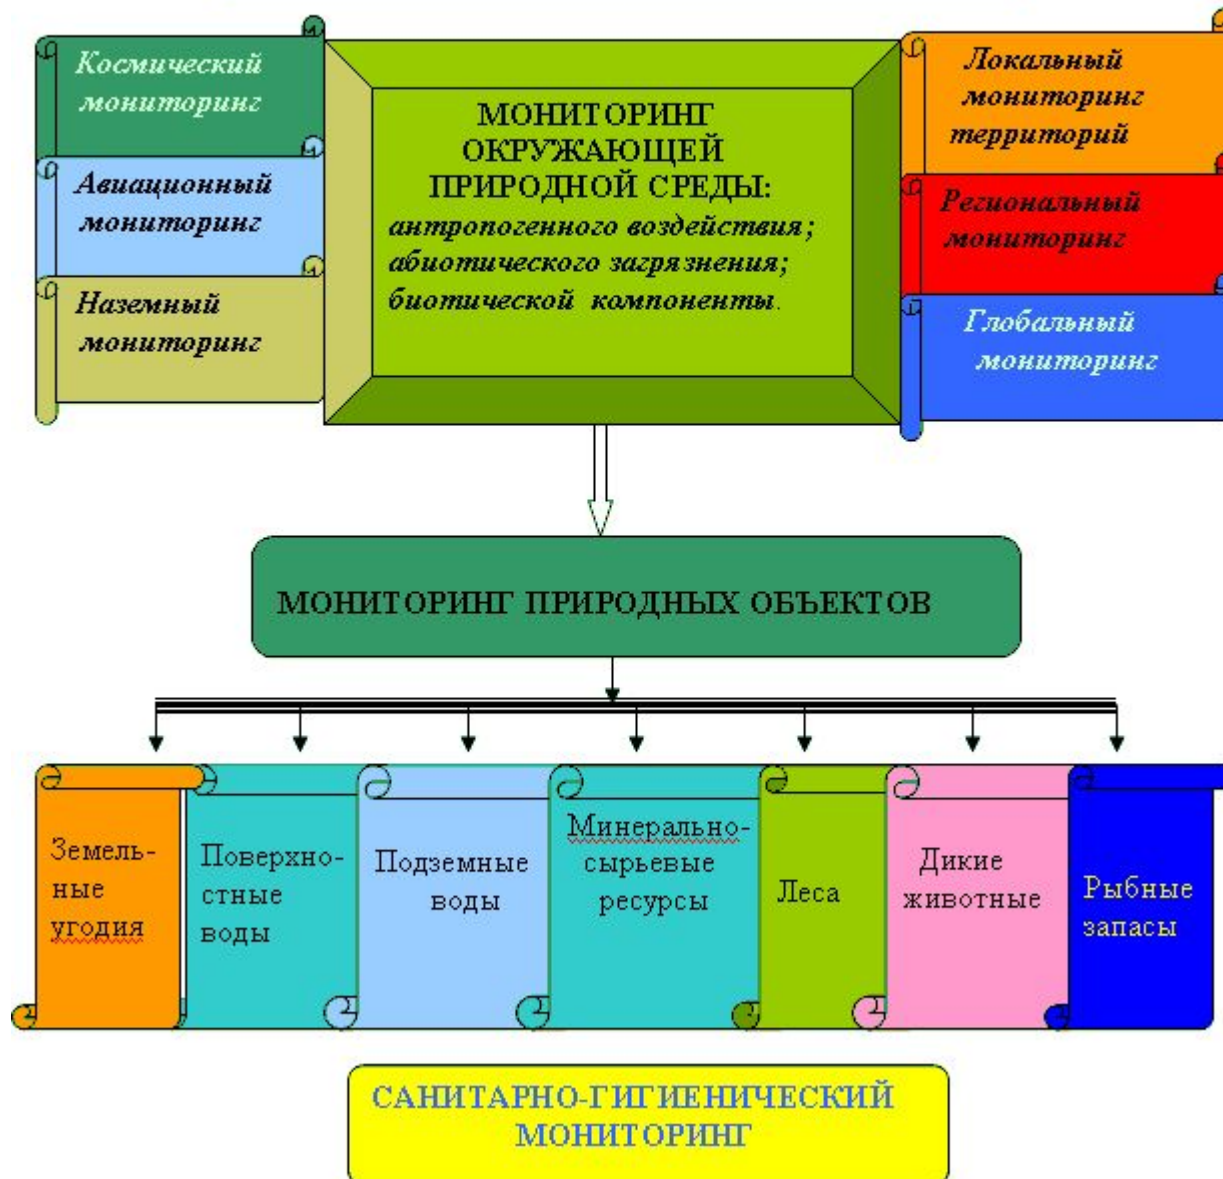 Космический
мониторинг
Авиационный
мониторинг
Наземный
мониторинг
МОНИТОРИНГ
ОКРУЖАЮЩЕЙ
ПРИРОДНОЙ СРЕДЫ:
антропогенного воздействия;
абиотического загрязнения;
биотической компоненты.
Локальный
мониторинг
территорий
Региональный
мониторинг
Глобальный
мониторинг
МОНИТОРИНГ ПРИРОДНЫХ ОБЪЕКТОВ
Земель-
ные
угодия
Поверхно-
стные
воды
Подземные
воды
Минерально-
сырьевые
ресурсы
Леса
Дикие
животные
Рыбные
запасы
САНИТАРНО-ГИГИЕНИЧЕСКИЙ
МОНИТОРИНГ